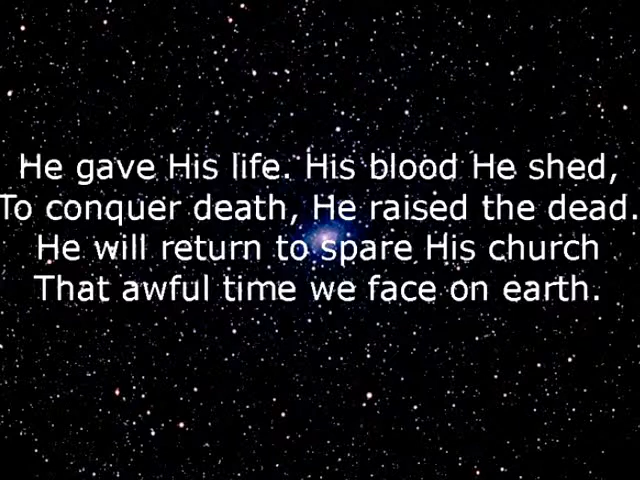 He gave His life. His blood He shed,
To conquer death, He raised the dead.
He will return to spare His church
That awful time we face on earth.